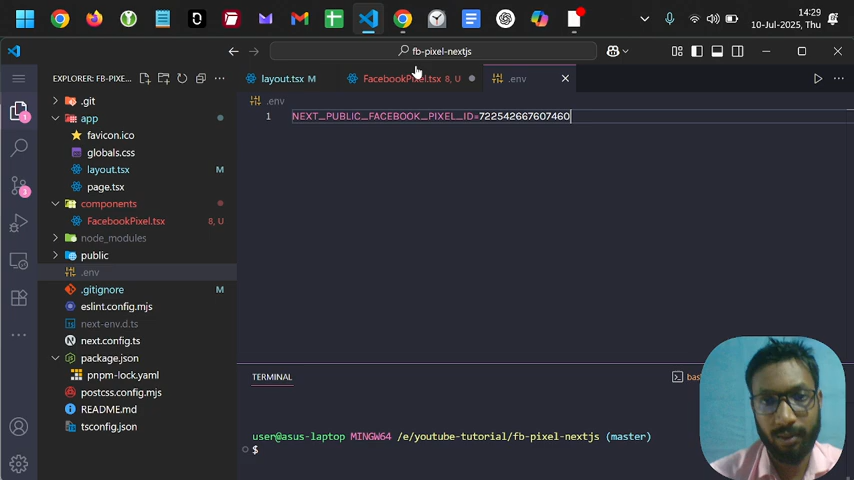 14:29
10-Jul-2025, Thu
fb-pixel-nextjs
EXPLORER: FB-PIXE...
layout.tsx M
FacebookPixel.tsx 8, U
.env
.env
1 NEXT_PUBLIC_FACEBOOK_PIXEL_ID=722542667607460
.git
app
favicon.ico
globals.css
layout.tsx M
page.tsx
components
FacebookPixel.tsx 8, U
node_modules
public
.env
.gitignore M
eslint.config.mjs
next-env.d.ts
next.config.ts
package.json
pnpm-lock.yaml
postcss.config.mjs
README.md
tsconfig.json
1
3
TERMINAL
bas
user@asus-laptop MINGW64 /e/youtube-tutorial/fb-pixel-nextjs (master)
$